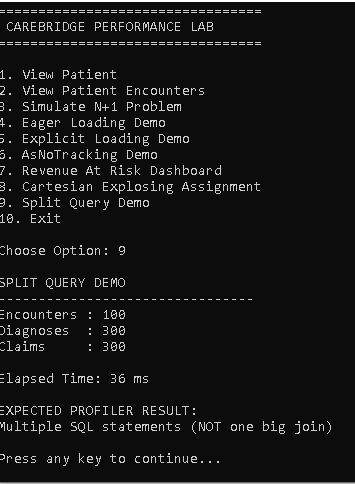 ==================================
CAREBRIDGE PERFORMANCE LAB
==================================
1. View Patient
2. View Patient Encounters
3. Simulate N+1 Problem
4. Eager Loading Demo
5. Explicit Loading Demo
6. AsNoTracking Demo
7. Revenue At Risk Dashboard
8. Cartesian Explosing Assignment
9. Split Query Demo
10. Exit
Choose Option: 9
SPLIT QUERY DEMO
---------------------------------
Encounters : 100
Diagnoses  : 300
Claims     : 300
Elapsed Time: 36 ms
EXPECTED PROFILER RESULT:
Multiple SQL statements (NOT one big join)
Press any key to continue...